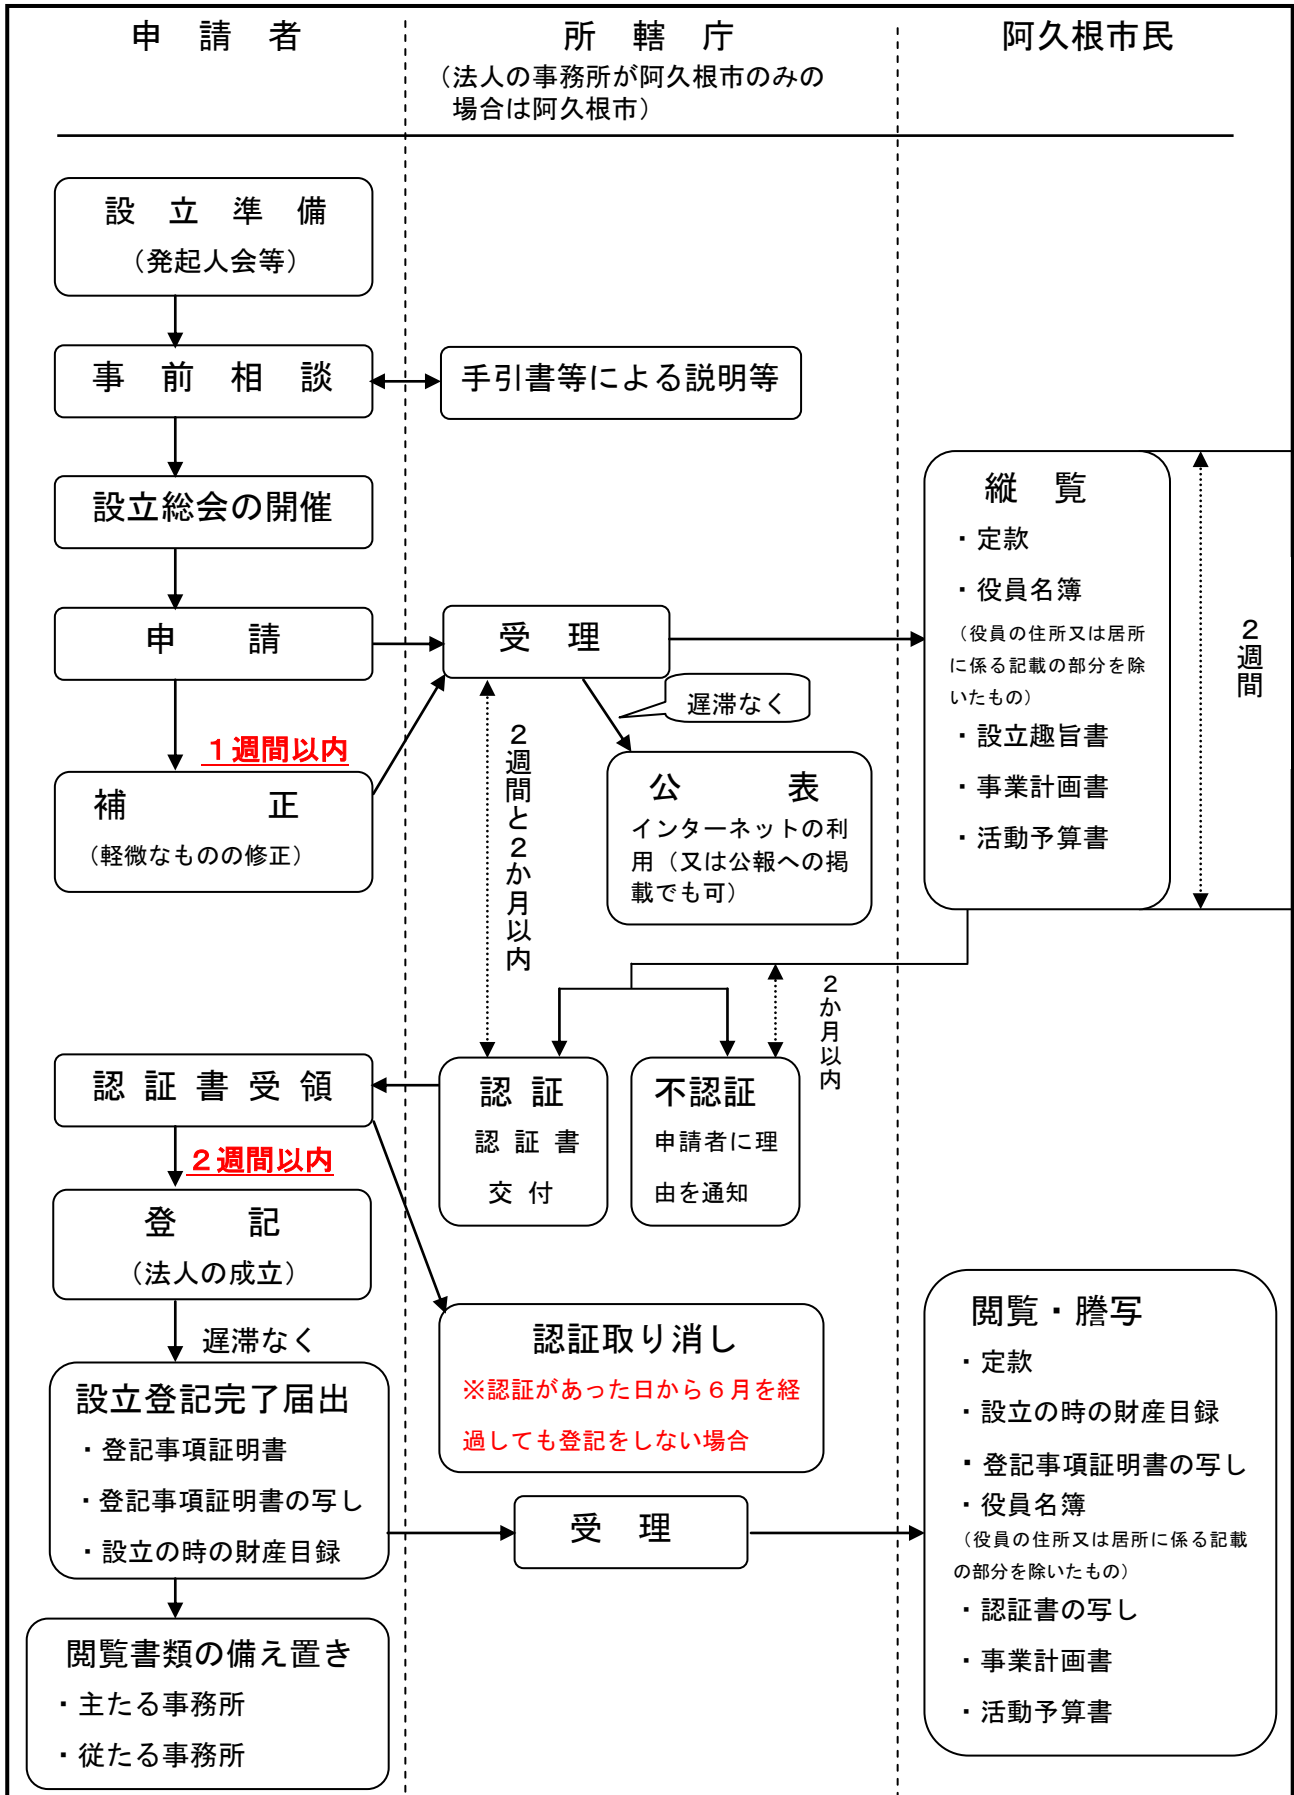 申　請　者
所　轄　庁
（法人の事務所が阿久根市のみの
場合は阿久根市）
阿久根市民
設　立　準　備
（発起人会等）
事　前　相　談
手引書等による説明等
設立総会の開催
申　　請
受　理
遅滞なく
１週間以内
補　　　　正
（軽微なものの修正）
公　　　表
インターネットの利
用（又は公報への掲
載でも可）
２週間と２か月以内
縦　覧
・定款
・役員名簿
（役員の住所又は居所
に係る記載の部分を除
いたもの）
・設立趣旨書
・事業計画書
・活動予算書
２週間
２か月以内
認　証　書　受　領
認　証
認　証　書
交　付
不認証
申請者に理
由を通知
２週間以内
登　　記
（法人の成立）
遅滞なく
認証取り消し
※認証があった日から６月を経
過しても登記をしない場合
設立登記完了届出
・登記事項証明書
・登記事項証明書の写し
・設立の時の財産目録
受　理
閲覧・謄写
・定款
・設立の時の財産目録
・登記事項証明書の写し
・役員名簿
（役員の住所又は居所に係る記載
の部分を除いたもの）
・認証書の写し
・事業計画書
・活動予算書
閲覧書類の備え置き
・主たる事務所
・従たる事務所